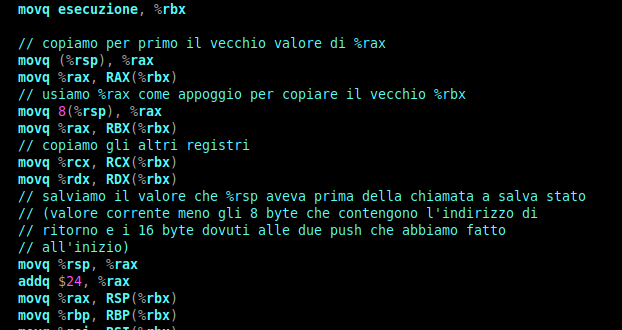 movq esecuzione, %rbx
// copiamo per primo il vecchio valore di %rax
movq (%rsp), %rax
movq %rax, RAX(%rbx)
// usiamo %rax come appoggio per copiare il vecchio %rbx
movq 8(%rsp), %rax
movq %rax, RBX(%rbx)
// copiamo gli altri registri
movq %rcx, RCX(%rbx)
movq %rdx, RDX(%rbx)
// salviamo il valore che %rsp aveva prima della chiamata a salva stato
// (valore corrente meno gli 8 byte che contengono l'indirizzo di
// ritorno e i 16 byte dovuti alle due push che abbiamo fatto
// all'inizio)
movq %rsp, %rax
addq $24, %rax
movq %rax, RSP(%rbx)
movq %rbp, RBP(%rbx)